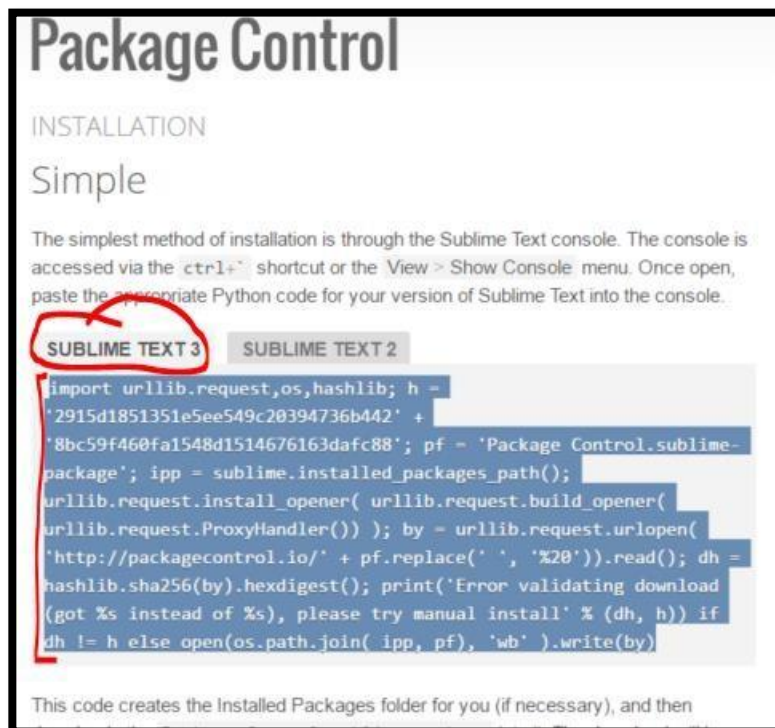 Package Control
INSTALLATION
Simple
The simplest method of installation is through the Sublime Text console. The console is
accessed via the ctrl+` shortcut or the View > Show Console menu. Once open,
paste the appropriate Python code for your version of Sublime Text into the console.
SUBLIME TEXT 3 SUBLIME TEXT 2
import urllib.request,os,hashlib; h =
'2915d1851351e5ee549c20394736b442' +
'8bc59f460fa1548d1514676163dafc88'; pf = 'Package Control.sublime-
package'; ipp = sublime.installed_packages_path();
urllib.request.install_opener( urllib.request.build_opener(
urllib.request.ProxyHandler()) ); by = urllib.request.urlopen(
'http://packagecontrol.io/' + pf.replace(' ', '%20')).read(); dh =
hashlib.sha256(by).hexdigest(); print('Error validating download
(got %s instead of %s), please try manual install' % (dh, h)) if
dh != h else open(os.path.join( ipp, pf), 'wb' ).write(by)
This code creates the Installed Packages folder for you (if necessary), and then